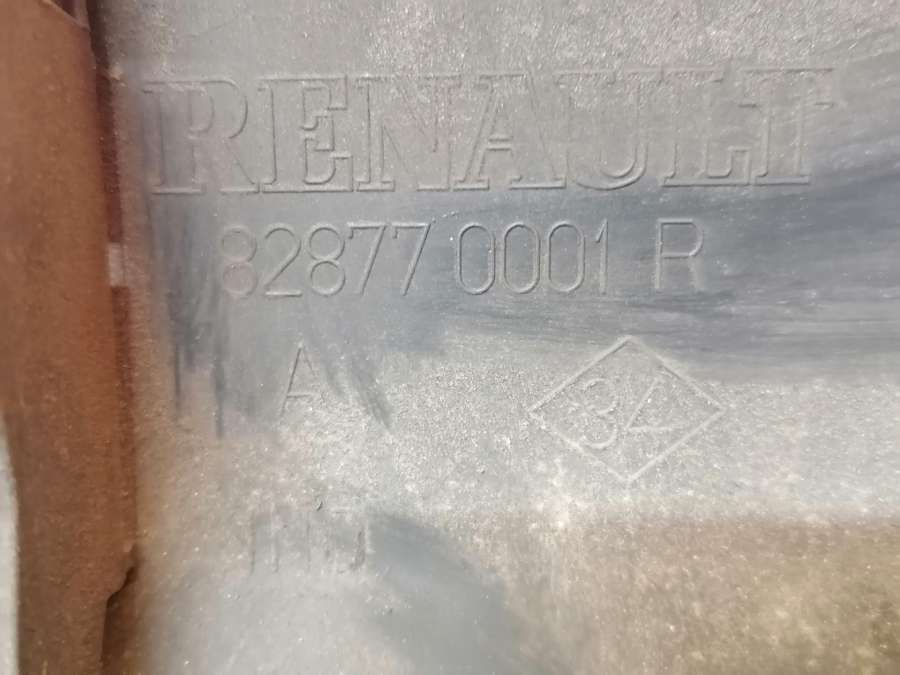 RENAULT
82877 0001 R
A